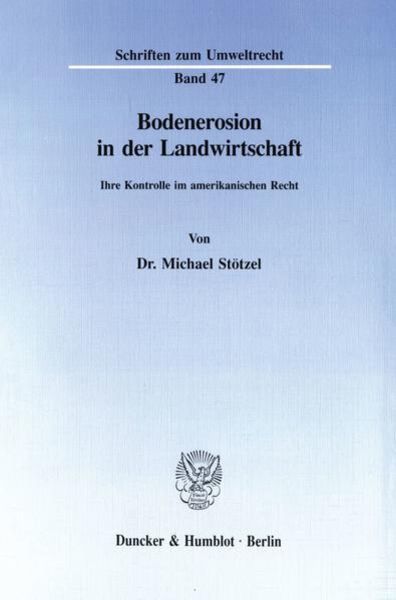 Schriften zum Umweltrecht
Band 47
Bodenerosion
in der Landwirtschaft
Ihre Kontrolle im amerikanischen Recht
Von
Dr. Michael Stötzel
Duncker & Humblot · Berlin